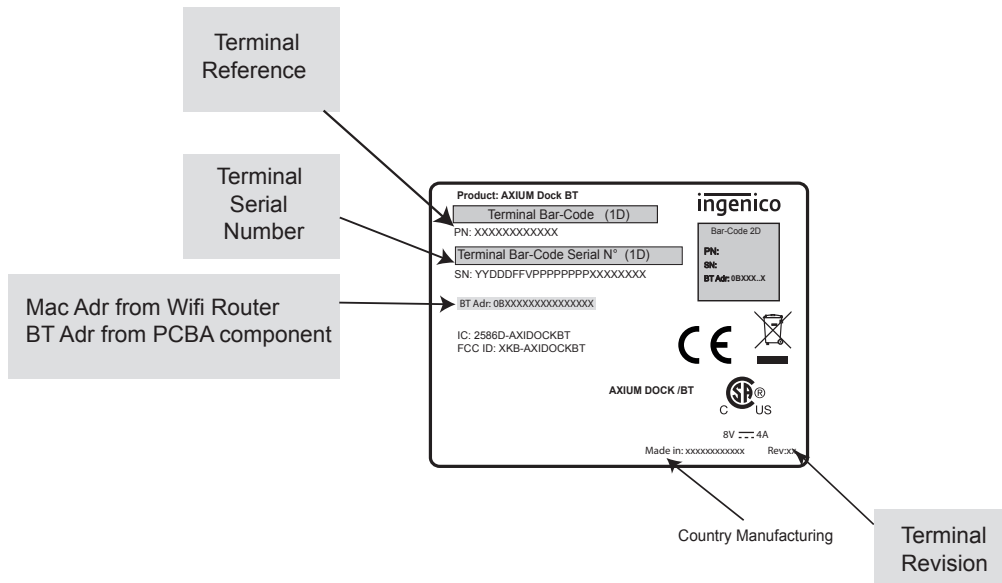 Terminal
Reference
Terminal
Serial
Number
Mac Adr from Wifi Router
BT Adr from PCBA component
Product: AXIUM Dock BT
Terminal Bar-Code (1D)
PN: XXXXXXXXXXXX
Terminal Bar-Code Serial N° (1D)
SN: YYDDDFFVPPPPPPPPXXXXXXXX
BT Adr: 0BXXXXXXXXXXXXXXX
IC: 2586D-AXIDOCKBT
FCC ID: XKB-AXIDOCKBT
ingenico
Bar-Code 2D
PN:
SN:
BT Adr: 0BXXX..X
CE
AXIUM DOCK /BT
SA ®
C US
8V 4A
Made in: xxxxxxxxxxxx Rev:xx
Country Manufacturing
Terminal
Revision